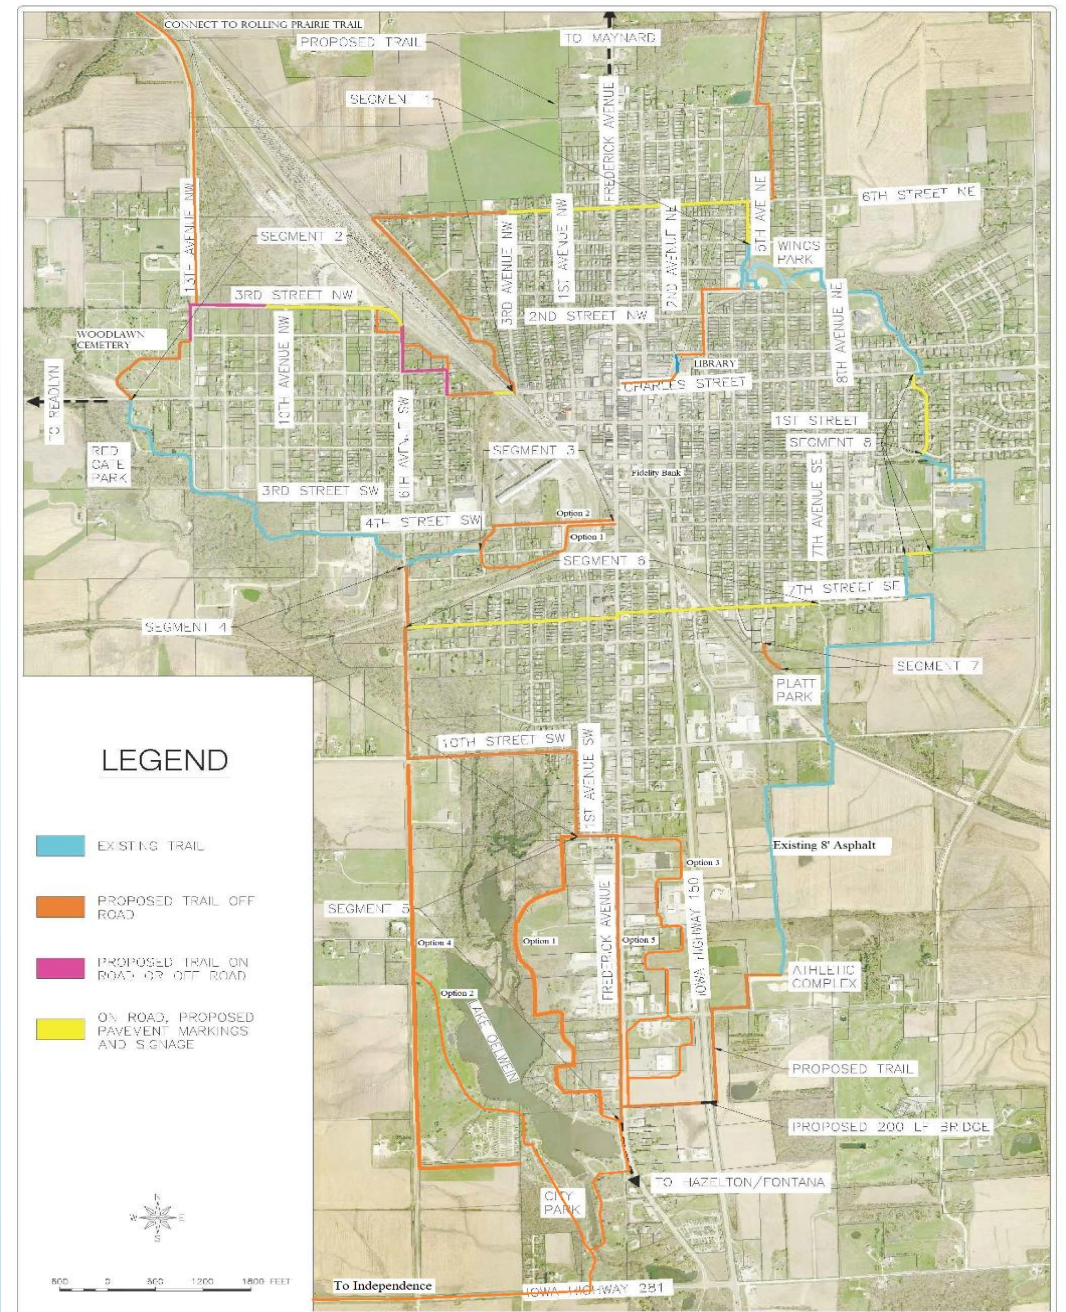 CONNECT TO ROLLING PRAIRIE TRAIL
PROPOSED TRAIL
TO MAYNARD
SEGMENT 1
FREDERICK AVENUE
13TH AVENUE NW
SEGMENT 2
3RD AVENUE NW
1ST AVENUE NW
2ND AVENUE NE
5TH AVE NE
6TH STREET NE
WINGS
PARK
3RD STREET NW
2ND STREET NW
WOODLAWN
CEMETERY
10TH AVENUE NW
8TH AVENUE NE
LIBRARY
CHARLES STREET
TO READLYN
6TH AVENUE SW
1ST STREET
SEGMENT 8
RED
GATE
PARK
SEGMENT 3
Fidelity Bank
3RD STREET SW
7TH AVENUE SE
4TH STREET SW
Option 2
Option 1
SEGMENT 6
7TH STREET SE
SEGMENT 4
SEGMENT 7
PLATT
PARK
10TH STREET SW
1ST AVENUE SW
LEGEND
EXISTING TRAIL
PROPOSED TRAIL OFF
ROAD
PROPOSED TRAIL ON
ROAD OR OFF ROAD
ON ROAD, PROPOSED
PAVEVENT MARKINGS
AND SIGNAGE
Existing 8' Asphalt
Option 3
SEGMENT 5
FREDERICK AVENUE
IOWA HIGHWAY 150
Option 4
Option 1
Option 5
ATHLETIC
COMPLEX
Option 2
LAKE OELWEIN
PROPOSED TRAIL
PROPOSED 200 LF BRIDGE
TO HAZELTON/FONTANA
CITY
PARK
N
W E
S
600 0 600 1200 1800 FEET
To Independence
IOWA HIGHWAY 281